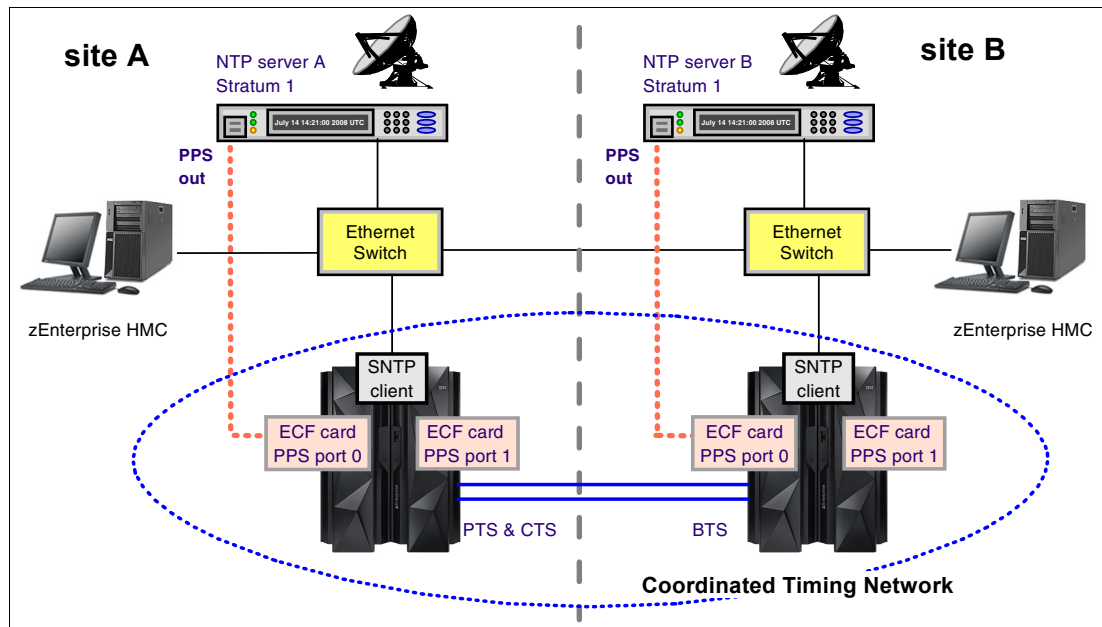 site A
NTP server A
Stratum 1
July 14 14:21:00 2008 UTC
PPS
out
Ethernet
Switch
zEnterprise HMC
SNTP
client
ECF card
PPS port 0
ECF card
PPS port 1
PTS & CTS
site B
NTP server B
Stratum 1
July 14 14:21:00 2008 UTC
PPS
out
Ethernet
Switch
zEnterprise HMC
SNTP
client
ECF card
PPS port 0
ECF card
PPS port 1
BTS
Coordinated Timing Network